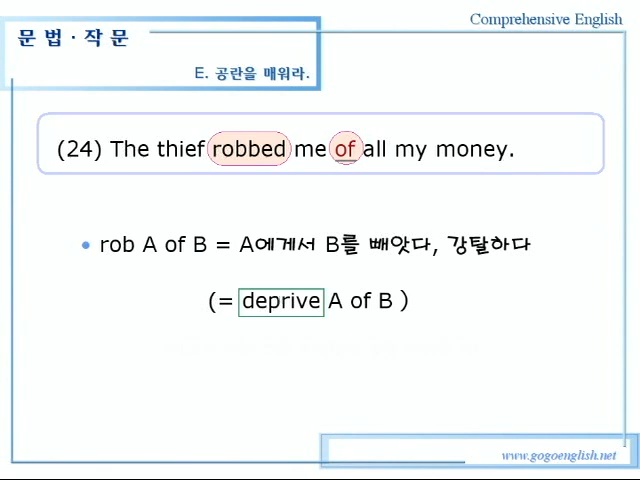 Comprehensive English
문 법 · 작 문
E. 공란을 매워라.
(24) The thief robbed me of all my money.
• rob A of B = A에게서 B를 빼앗다, 강탈하다
(= deprive A of B )
www.gogoenglish.net